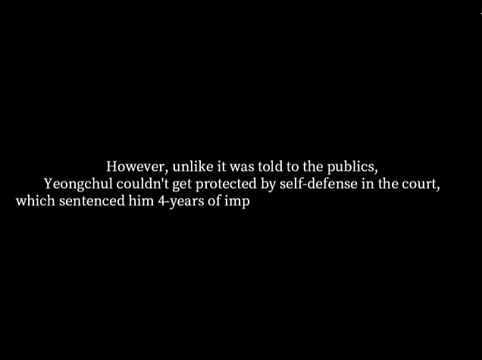 However, unlike it was told to the publics,
Yeongchul couldn't get protected by self-defense in the court,
which sentenced him 4-years of imp